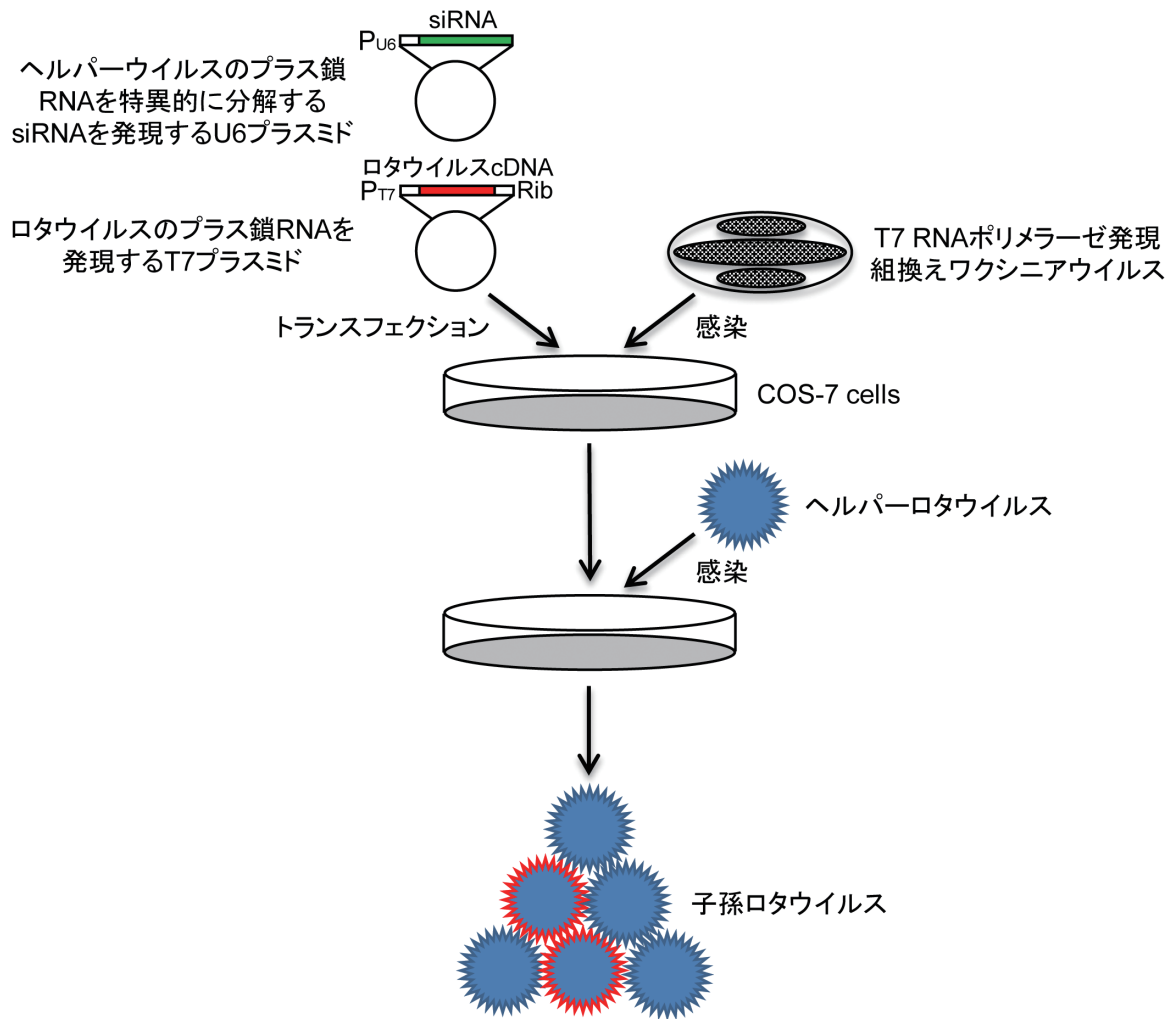 siRNA
PU6
ヘルパーウイルスのプラス鎖
RNAを特異的に分解する
siRNAを発現するU6プラスミド
ロタウイルスcDNA
PT7 Rib
ロタウイルスのプラス鎖RNAを
発現するT7プラスミド
T7 RNAポリメラーゼ発現
組換えワクシニアウイルス
トランスフェクション
感染
COS-7 cells
ヘルパーロタウイルス
感染
子孫ロタウイルス